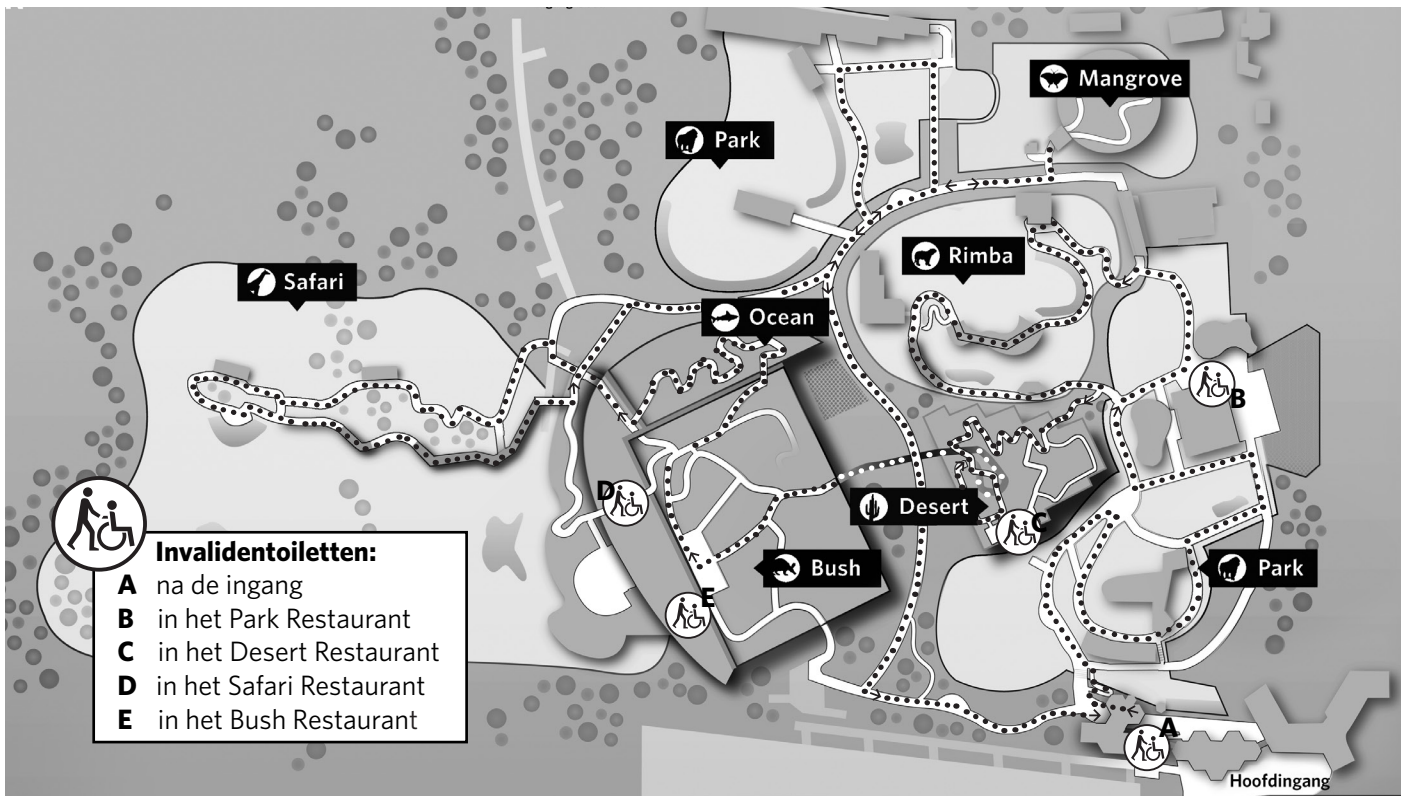 Mangrove
Park
Rimba
Safari
Ocean
B
D
Desert
C
Bush
Park
E
Invalidentoiletten:
A na de ingang
B in het Park Restaurant
C in het Desert Restaurant
D in het Safari Restaurant
E in het Bush Restaurant
A
Hoofdingang